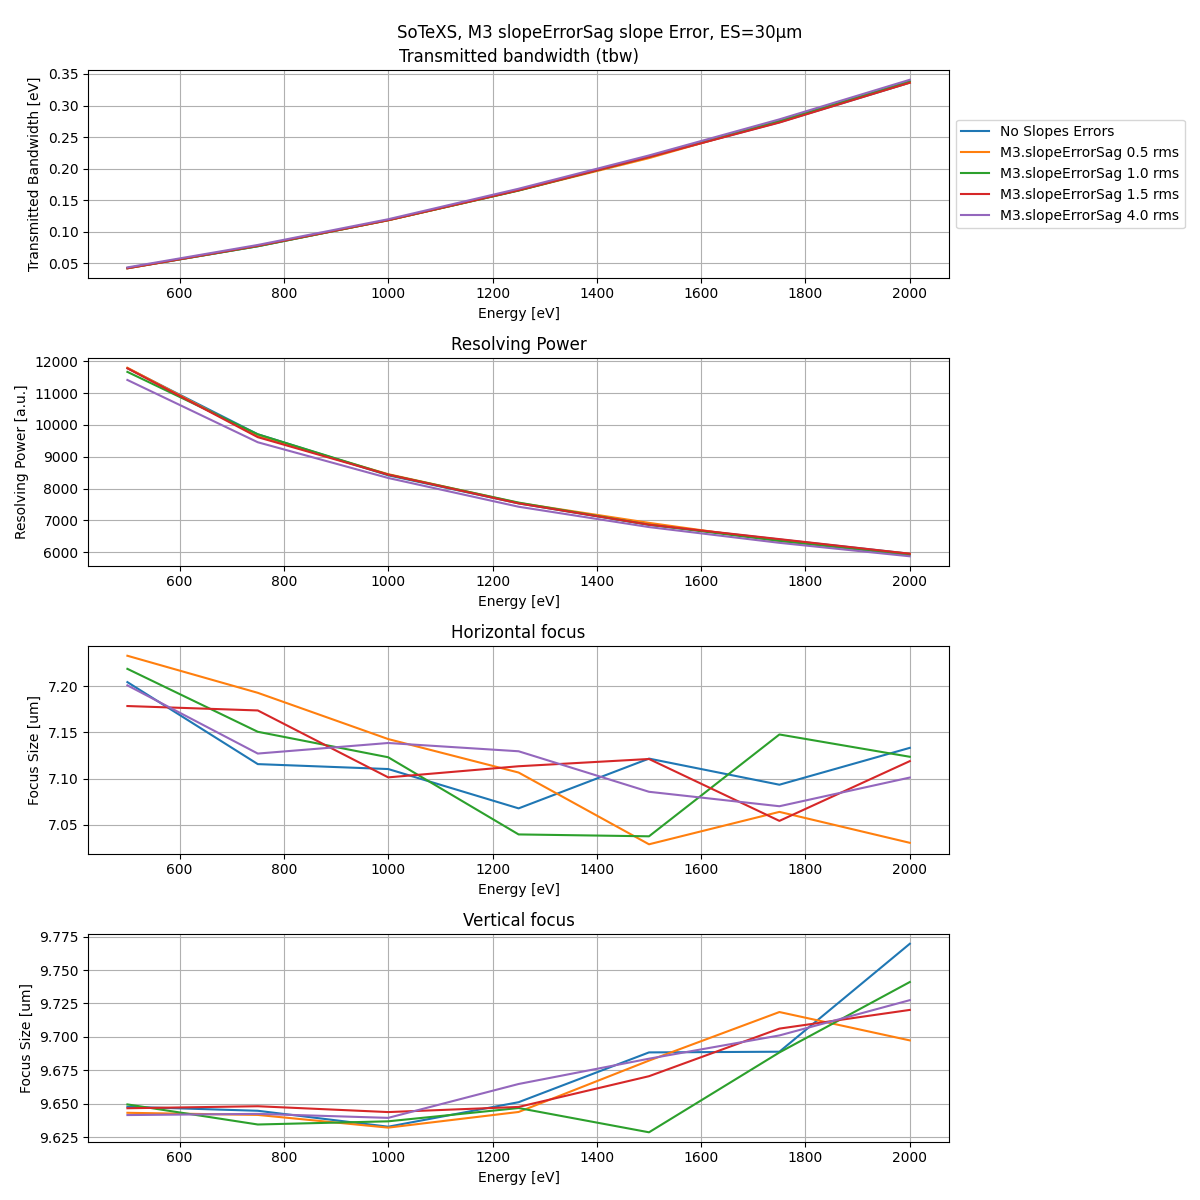 SoTeXS, M3 slopeErrorSag slope Error, ES=30µm
Transmitted bandwidth (tbw)
Transmitted Bandwidth [eV]
0.35
0.30
0.25
0.20
0.15
0.10
0.05
600 800 1000 1200 1400 1600 1800 2000
Energy [eV]
No Slopes Errors
M3.slopeErrorSag 0.5 rms
M3.slopeErrorSag 1.0 rms
M3.slopeErrorSag 1.5 rms
M3.slopeErrorSag 4.0 rms
Resolving Power
Resolving Power [a.u.]
12000
11000
10000
9000
8000
7000
6000
600 800 1000 1200 1400 1600 1800 2000
Energy [eV]
Horizontal focus
Focus Size [um]
7.20
7.15
7.10
7.05
600 800 1000 1200 1400 1600 1800 2000
Energy [eV]
Vertical focus
Focus Size [um]
9.775
9.750
9.725
9.700
9.675
9.650
9.625
600 800 1000 1200 1400 1600 1800 2000
Energy [eV]